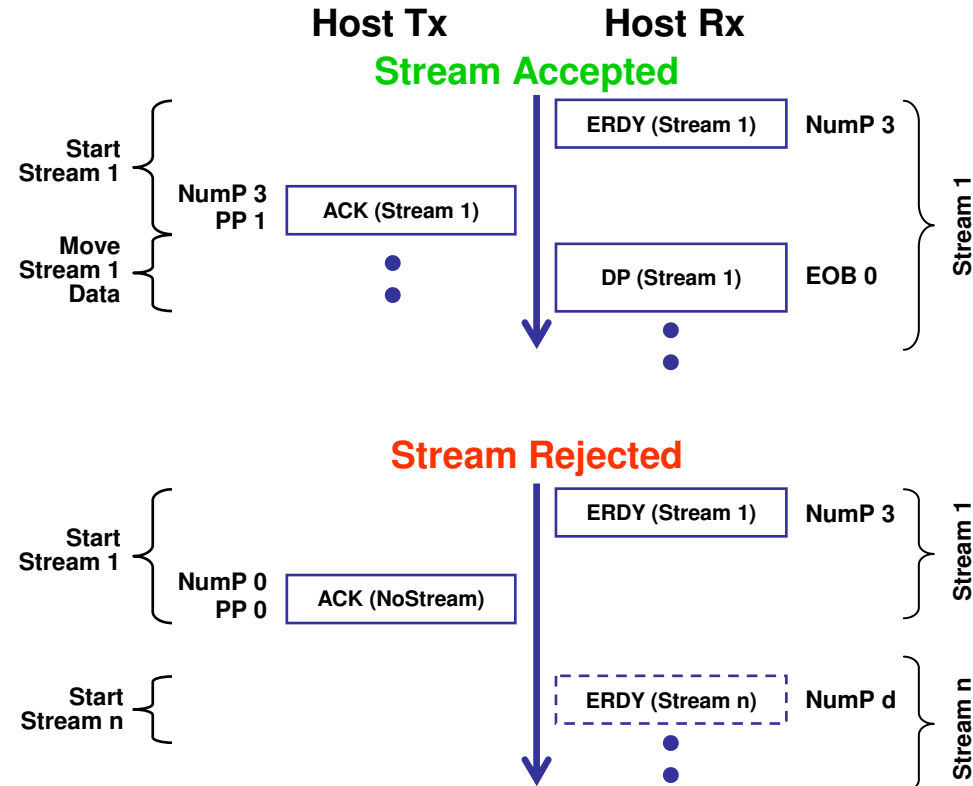 Host Tx
Host Rx
Stream Accepted
Start
Stream 1
ERDY (Stream 1)
NumP 3
Stream 1
NumP 3
PP 1
ACK (Stream 1)
Move
Stream 1
Data
DP (Stream 1)
EOB 0
Stream Rejected
Start
Stream 1
ERDY (Stream 1)
NumP 3
Stream 1
NumP 0
PP 0
ACK (NoStream)
Start
Stream n
ERDY (Stream n)
NumP d
Stream n